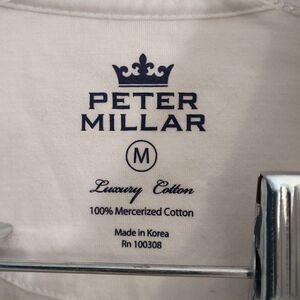 PETER
MILLAR
M
Luxury Cotton
100% Mercerized Cotton
Made in Korea
Rn 100308